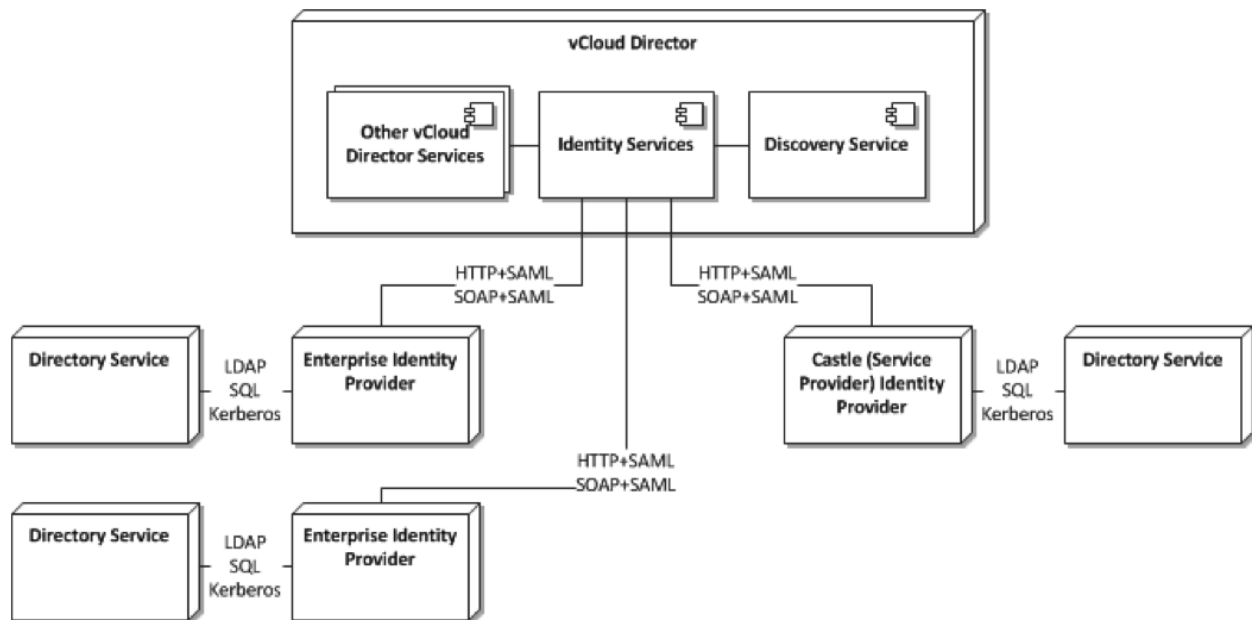 vCloud Director
Other vCloud
Director Services
Identity Services
Discovery Service
HTTP+SAML
SOAP+SAML
HTTP+SAML
SOAP+SAML
Directory Service
LDAP
SQL
Kerberos
Enterprise Identity
Provider
Castle (Service
Provider) Identity
Provider
LDAP
SQL
Kerberos
Directory Service
HTTP+SAML
SOAP+SAML
Directory Service
LDAP
SQL
Kerberos
Enterprise Identity
Provider